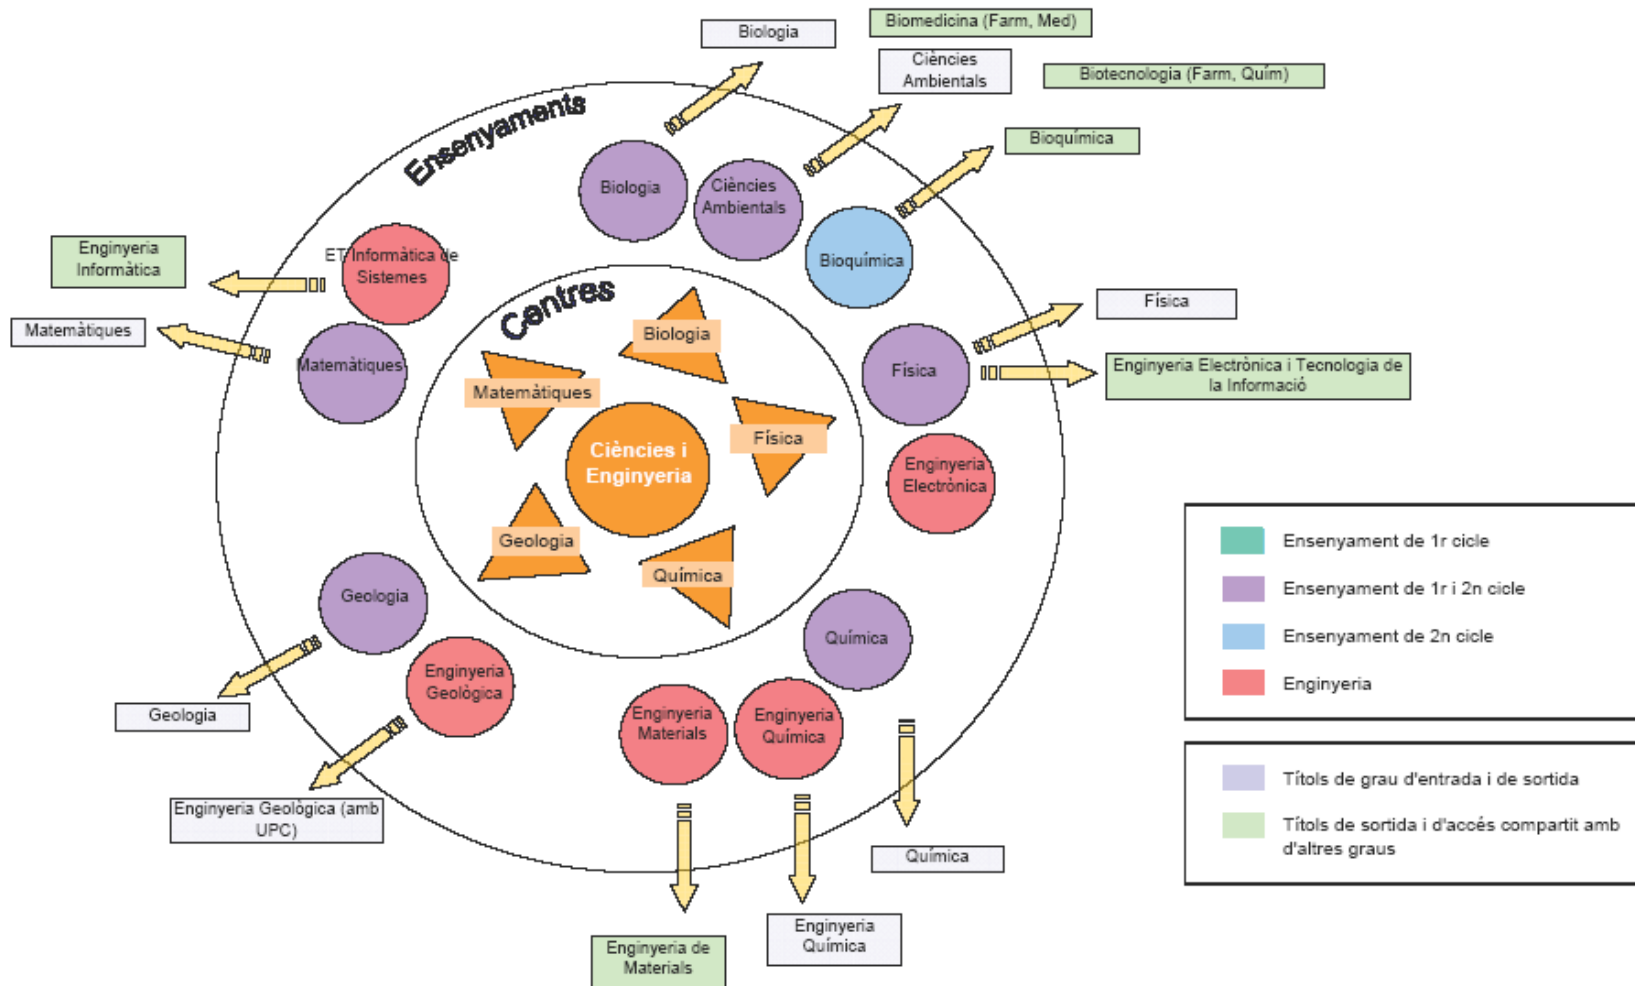 Biologia
Biomedicina (Farm, Med)
Ciències
Ambientals
Biotecnologia (Farm, Quím)
Bioquímica
Ensenyaments
Biologia
Ciències
Ambientals
Bioquímica
Enginyeria
Informàtica
ET Informàtica de
Sistemes
Matemàtiques
Matemàtiques
Centres
Biologia
Matemàtiques
Física
Ciències i
Enginyeria
Geologia
Química
Física
Física
Enginyeria Electrònica i Tecnologia de
la Informació
Enginyeria
Electrònica
Geologia
Enginyeria
Geològica
Química
Enginyeria
Materials
Enginyeria
Química
Geologia
Enginyeria Geològica (amb
UPC)
Química
Enginyeria
Química
Enginyeria de
Materials
Ensenyament de 1r cicle
Ensenyament de 1r i 2n cicle
Ensenyament de 2n cicle
Enginyeria
Títols de grau d'entrada i de sortida
Títols de sortida i d'accés compartit amb
d'altres graus